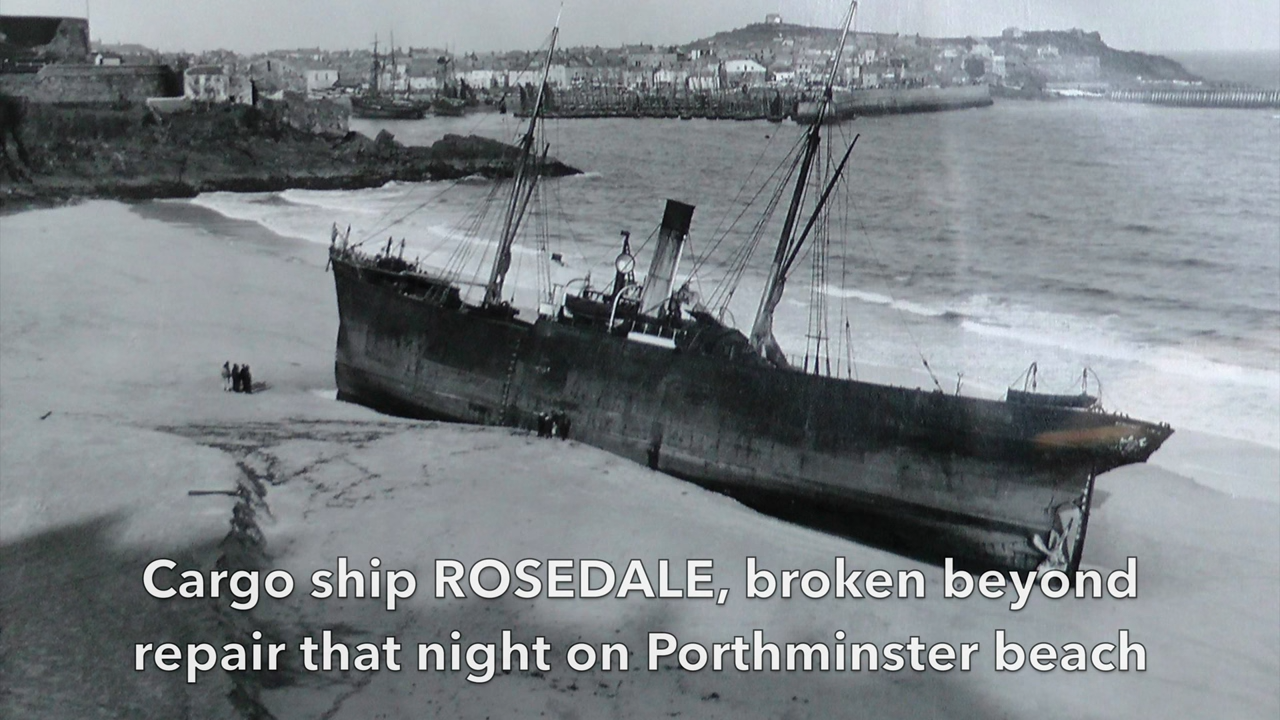 Cargo ship ROSEDALE, broken beyond
repair that night on Porthminster beach